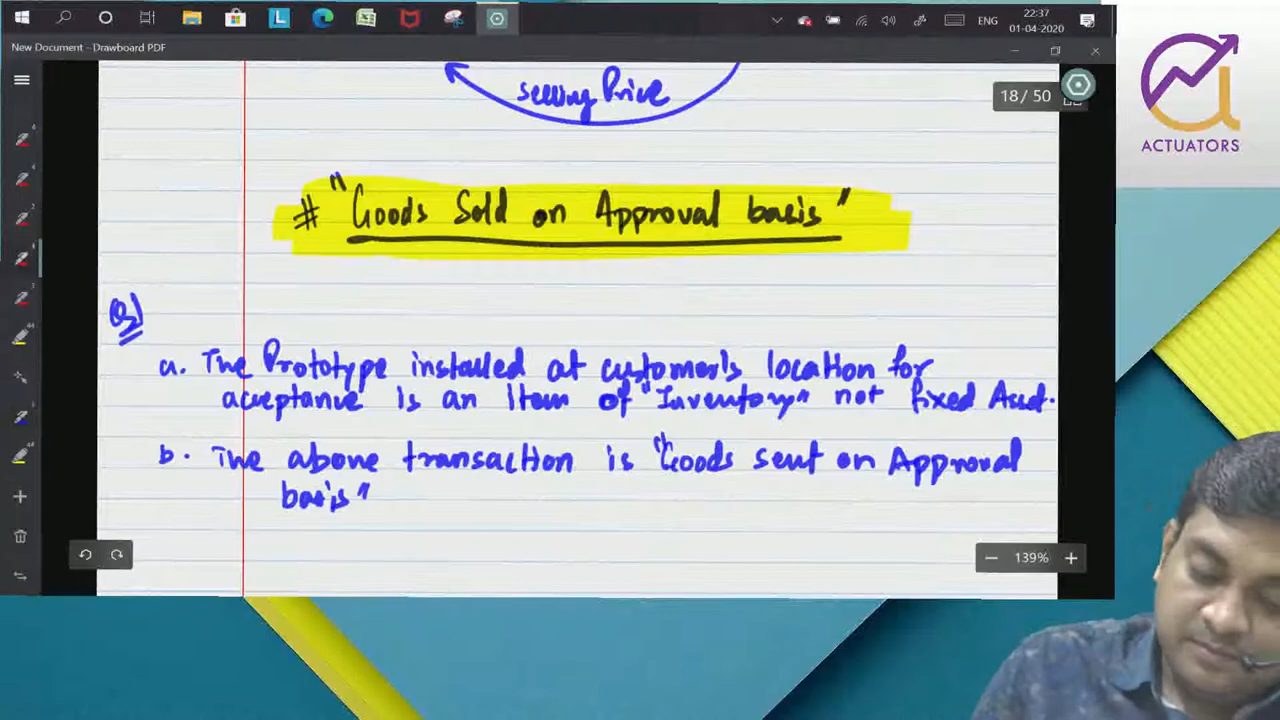 22:37
ENG
01-04-2020
New Document - Drawboard PDF
ACTUATORS
selling Price
18 / 50
# "Goods Sold on Approval basis"
Q2)
a. The Prototype installed at customer's location for
acceptance is an item of "Inventory" not fixed Asset.
b. The above transaction is "Goods sent on Approval
basis"
139%